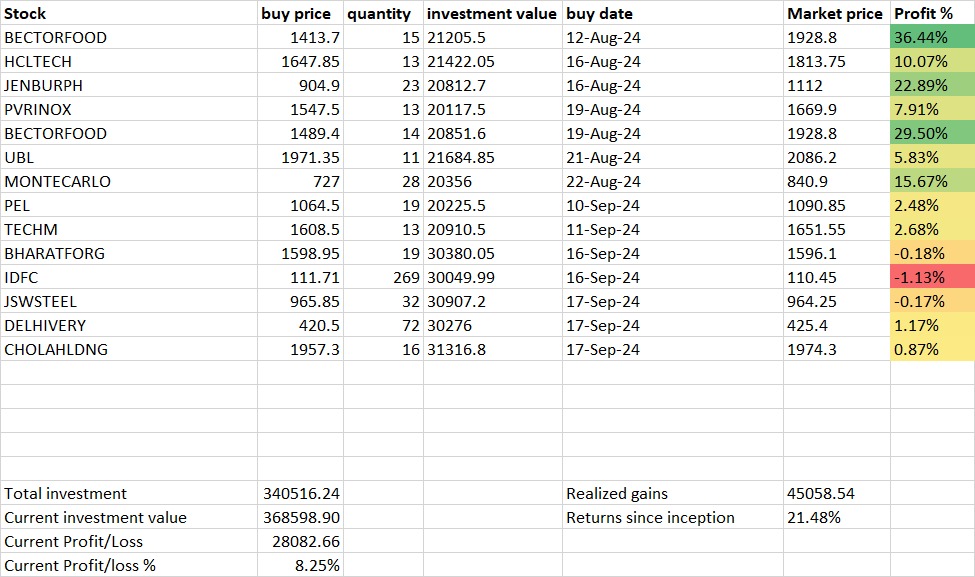 Stock buy price quantity investment value buy date Market price Profit %
BECTORFOOD 1413.7 15 21205.5 12-Aug-24 1928.8 36.44%
HCLTECH 1647.85 13 21422.05 16-Aug-24 1813.75 10.07%
JENBURPH 904.9 23 20812.7 16-Aug-24 1112 22.89%
PVRINOX 1547.5 13 20117.5 19-Aug-24 1669.9 7.91%
BECTORFOOD 1489.4 14 20851.6 19-Aug-24 1928.8 29.50%
UBL 1971.35 11 21684.85 21-Aug-24 2086.2 5.83%
MONTECARLO 727 28 20356 22-Aug-24 840.9 15.67%
PEL 1064.5 19 20225.5 10-Sep-24 1090.85 2.48%
TECHM 1608.5 13 20910.5 11-Sep-24 1651.55 2.68%
BHARATFORG 1598.95 19 30380.05 16-Sep-24 1596.1 -0.18%
IDFC 111.71 269 30049.99 16-Sep-24 110.45 -1.13%
JSWSTEEL 965.85 32 30907.2 17-Sep-24 964.25 -0.17%
DELHIVERY 420.5 72 30276 17-Sep-24 425.4 1.17%
CHOLAHLDNG 1957.3 16 31316.8 17-Sep-24 1974.3 0.87%
Total investment 340516.24 Realized gains 45058.54
Current investment value 368598.90 Returns since inception 21.48%
Current Profit/Loss 28082.66
Current Profit/loss % 8.25%